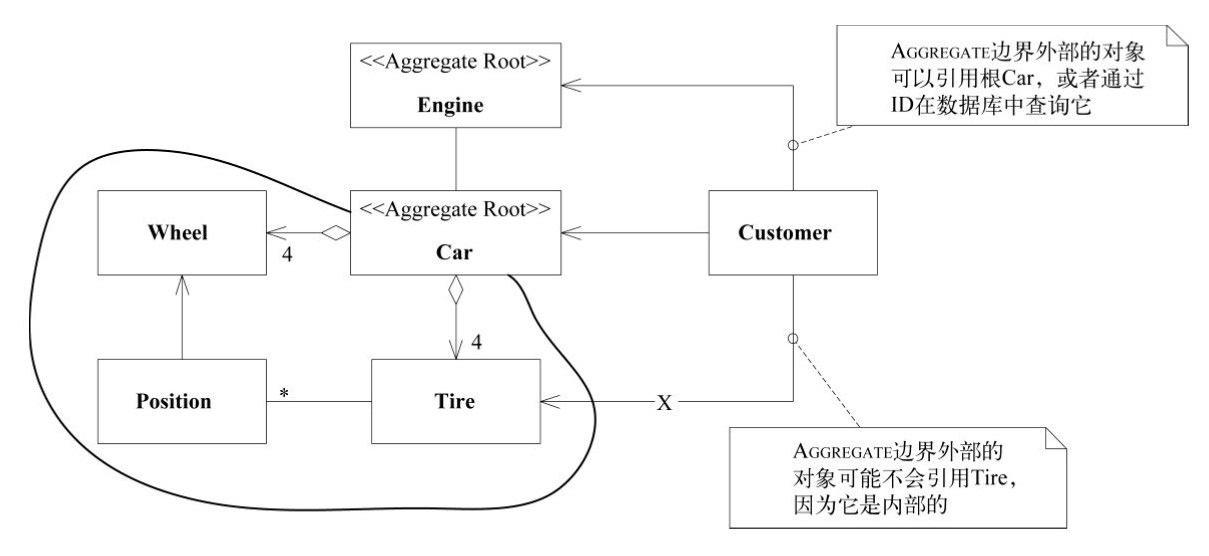 <<Aggregate Root>>
Engine
AGGREGATE边界外部的对象
可以引用根Car，或者通过
ID在数据库中查询它
Wheel
4
<<Aggregate Root>>
Car
Customer
4
Position
*
Tire
X
AGGREGATE边界外部的
对象可能不会引用Tire，
因为它是内部的